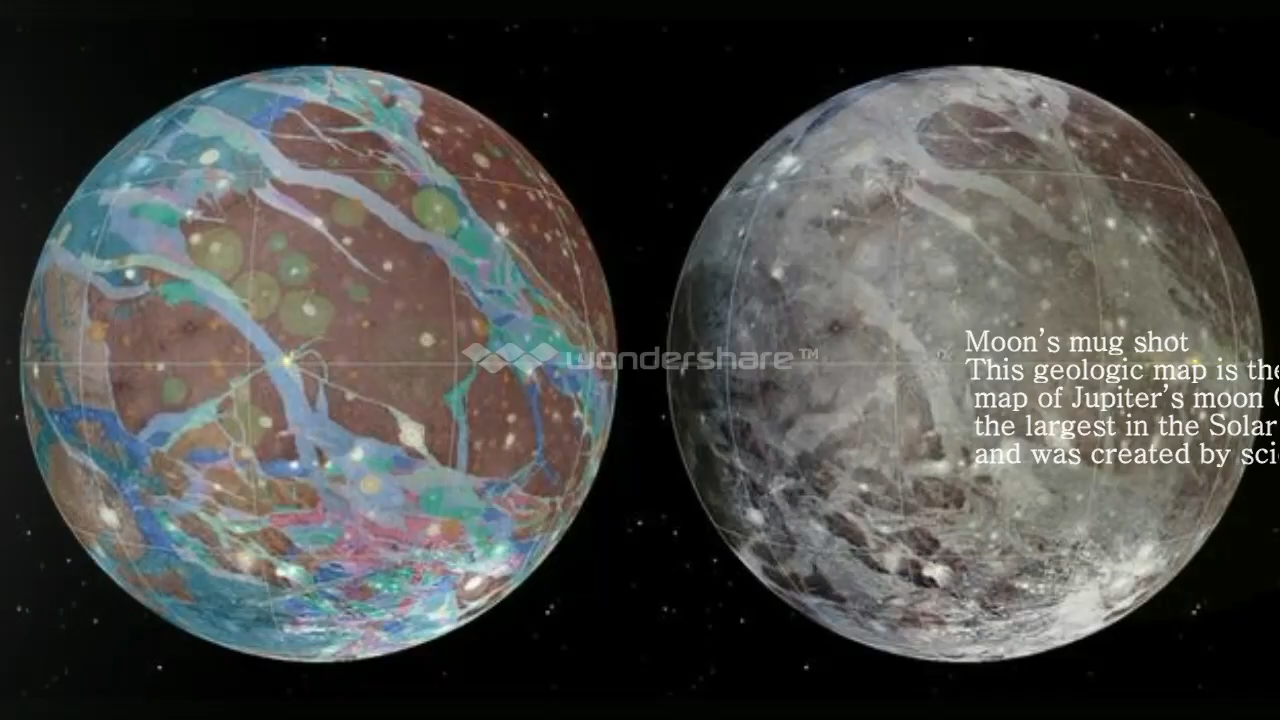 wondershare™
Moon's mug shot
This geologic map is the
map of Jupiter's moon
the largest in the Solar
and was created by sci